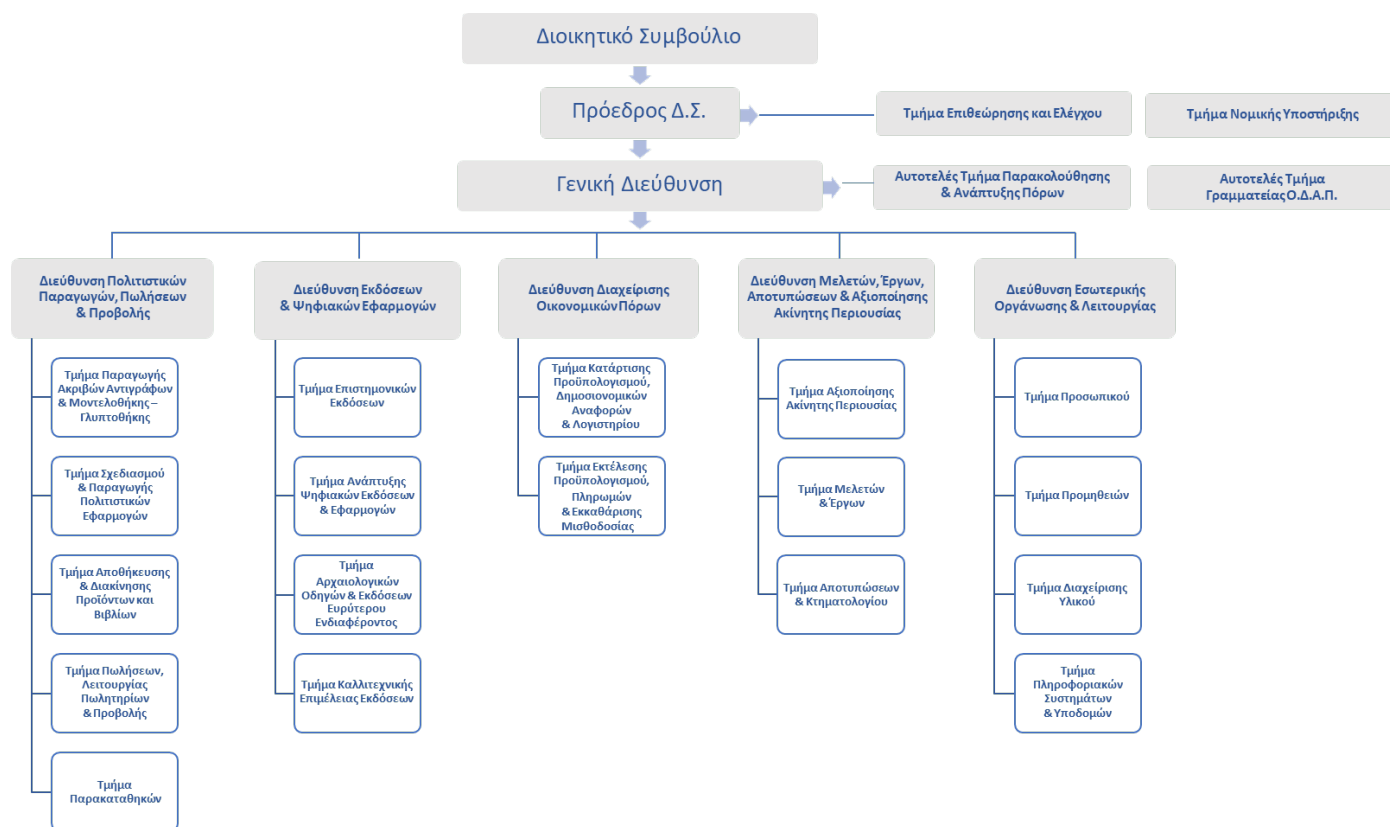 Διοικητικό Συμβούλιο
Πρόεδρος Δ.Σ.
Τμήμα Επιθεώρησης και Ελέγχου
Τμήμα Νομικής Υποστήριξης
Γενική Διεύθυνση
Αυτοτελές Τμήμα Παρακολούθησης
& Ανάπτυξης Πόρων
Αυτοτελές Τμήμα
Γραμματείας Ο.Δ.Α.Π.
Διεύθυνση Πολιτιστικών
Παραγωγών, Πωλήσεων
& Προβολής
Τμήμα Παραγωγής
Ακριβών Αντιγράφων
& Μοντελοθήκης –
Γλυπτοθήκης
Τμήμα Σχεδιασμού
& Παραγωγής
Πολιτιστικών
Εφαρμογών
Τμήμα Αποθήκευσης
& Διακίνησης
Προϊόντων και
Βιβλίων
Τμήμα Πωλήσεων,
Λειτουργίας
Πωλητηρίων
& Προβολής
Τμήμα
Παρακαταθηκών
Διεύθυνση Εκδόσεων
& Ψηφιακών Εφαρμογών
Τμήμα Επιστημονικών
Εκδόσεων
Τμήμα Ανάπτυξης
Ψηφιακών Εκδόσεων
& Εφαρμογών
Τμήμα
Αρχαιολογικών
Οδηγών & Εκδόσεων
Ευρύτερου
Ενδιαφέροντος
Τμήμα Καλλιτεχνικής
Επιμέλειας Εκδόσεων
Διεύθυνση Διαχείρισης
Οικονομικών Πόρων
Τμήμα Κατάρτισης
Προϋπολογισμού,
Δημοσιονομικών
Αναφορών
& Λογιστηρίου
Τμήμα Εκτέλεσης
Προϋπολογισμού,
Πληρωμών
& Εκκαθάρισης
Μισθοδοσίας
Διεύθυνση Μελετών, Έργων,
Αποτυπώσεων & Αξιοποίησης
Ακίνητης Περιουσίας
Τμήμα Αξιοποίησης
Ακίνητης Περιουσίας
Τμήμα Μελετών
& Έργων
Τμήμα Αποτυπώσεων
& Κτηματολογίου
Διεύθυνση Εσωτερικής
Οργάνωσης & Λειτουργίας
Τμήμα Προσωπικού
Τμήμα Προμηθειών
Τμήμα Διαχείρισης
Υλικού
Τμήμα
Πληροφοριακών
Συστημάτων
& Υποδομών